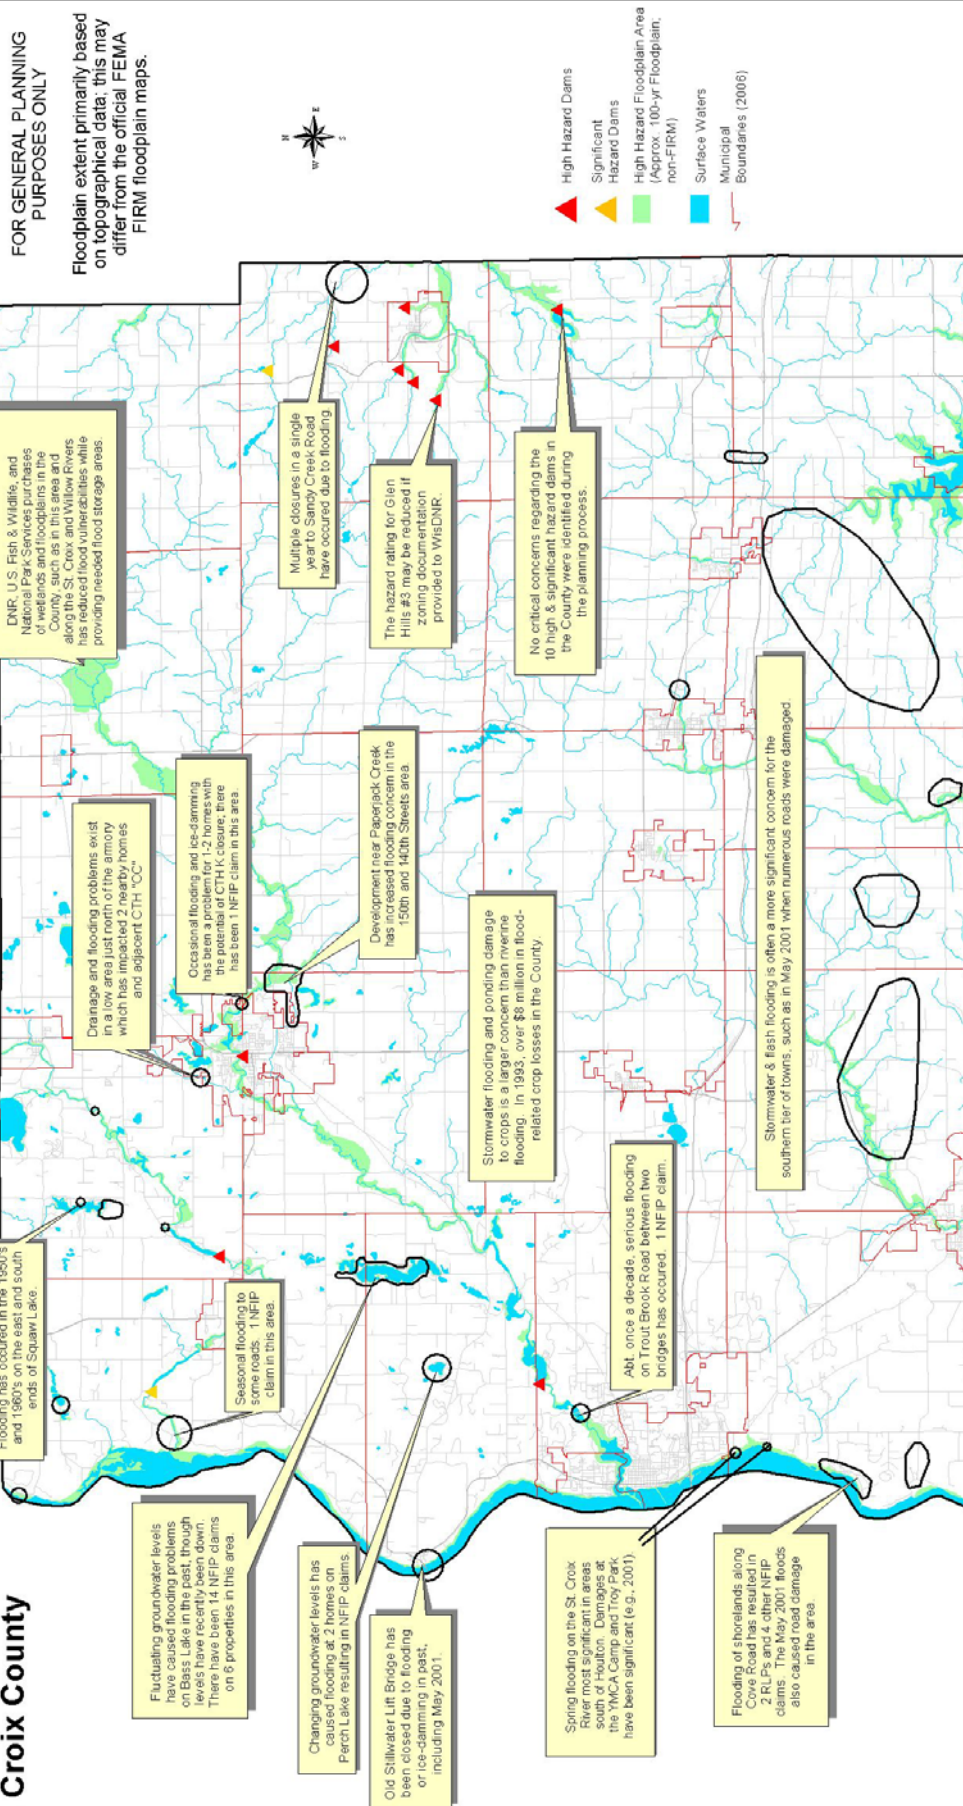 Croix County
FOR GENERAL PLANNING
PURPOSES ONLY
Floodplain extent primarily based
on topographical data; this may
differ from the official FEMA
FIRM floodplain maps.
N
E
S
W
High Hazard Dams
Significant
Hazard Dams
High Hazard Floodplain Area
(Approx. 100-yr Floodplain;
non-FIRM)
Surface Waters
Municipal
Boundaries (2006)
Flooding has occured in the 1950's
and 1960's on the east and south
ends of Squaw Lake.
DNR, U.S. Fish & Wildlife, and
National Park Services purchases
of wetlands and floodplains in the
County, such as in this area and
along the St. Croix and Willow Rivers
has reduced flood vulnerabilities while
providing needed flood storage areas.
Drainage and flooding problems exist
in a low area just north of the armory
which has impacted 2 nearby homes
and adjacent CTH "CC"
Occasional flooding and ice-damming
has been a problem for 1-2 homes with
the potential of CTH K closure; there
has been 1 NFIP claim in this area.
Seasonal flooding to
some roads. 1 NFIP
claim in this area.
Multiple closures in a single
year to Sandy Creek Road
have occured due to flooding.
Development near Paperjack Creek
has increased flooding concern in the
150th and 140th Streets area.
The hazard rating for Glen
Hills #3 may be reduced if
zoning documentation
provided to WisDNR.
Fluctuating groundwater levels
have caused flooding problems
on Bass Lake in the past, though
levels have recently been down.
There have been 14 NFIP claims
on 6 properties in this area.
Changing groundwater levels has
caused flooding at 2 homes on
Perch Lake resulting in NFIP claims.
Old Stillwater Lift Bridge has
been closed due to flooding
or ice-damming in past,
including May 2001.
Stormwater flooding and ponding damage
to crops is a larger concern than riverine
flooding. In 1993, over $8 million in flood-
related crop losses in the County.
No critical concerns regarding the
10 high & significant hazard dams in
the County were identified during
the planning process.
Spring flooding on the St. Croix
River most significant in areas
south of Houlton. Damages at
the YMCA Camp and Troy Park
have been significant (e.g., 2001).
Abt. once a decade, serious flooding
on Trout Brook Road between two
bridges has occured. 1 NFIP claim.
Flooding of shorelands along
Cove Road has resulted in
2 RLPs and 4 other NFIP
claims. The May 2001 floods
also caused road damage
in the area.
Stormwater & flash flooding is often a more significant concern for the
southern tier of towns, such as in May 2001 when numerous roads were damaged.